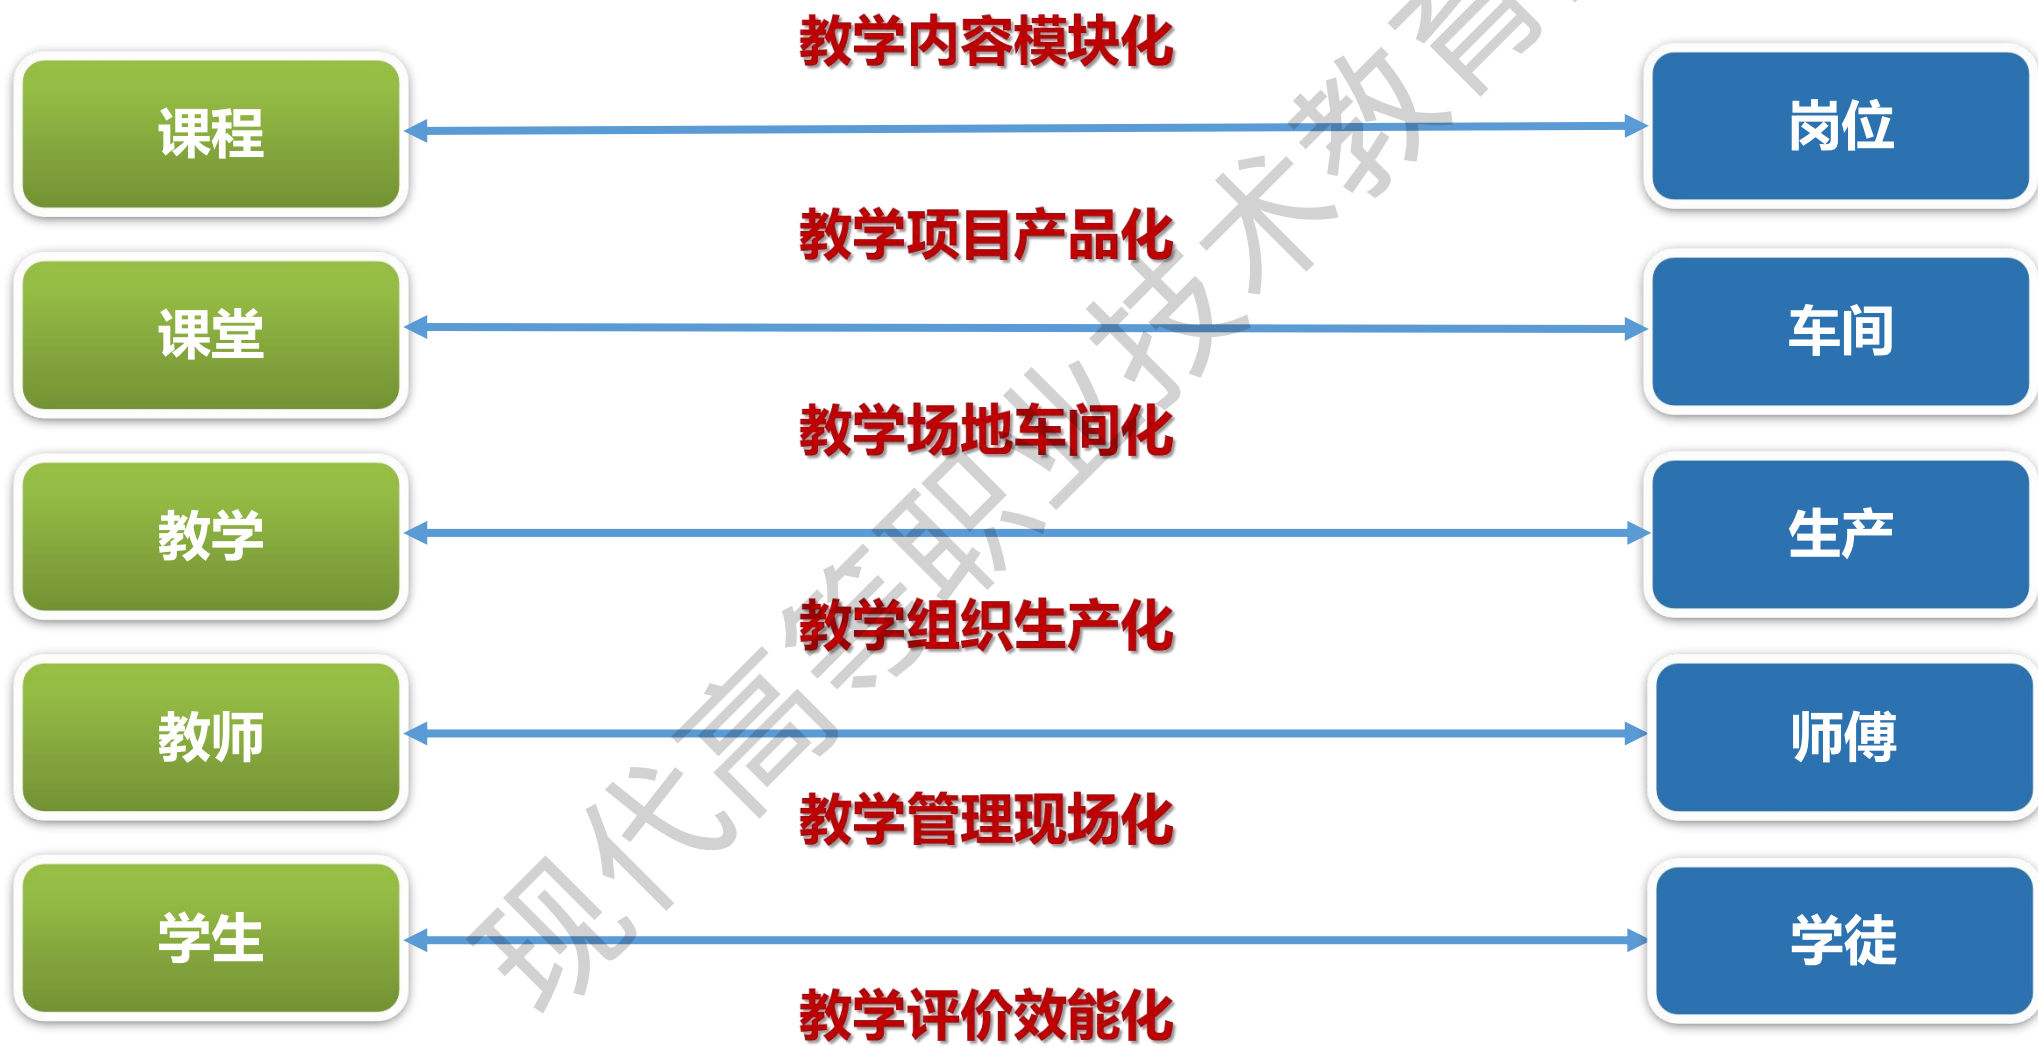 教学内容模块化
课程
岗位
教学项目产品化
课堂
车间
教学场地车间化
教学
生产
教学组织生产化
教师
师傅
教学管理现场化
学生
学徒
教学评价效能化
现代高等职业技术教育